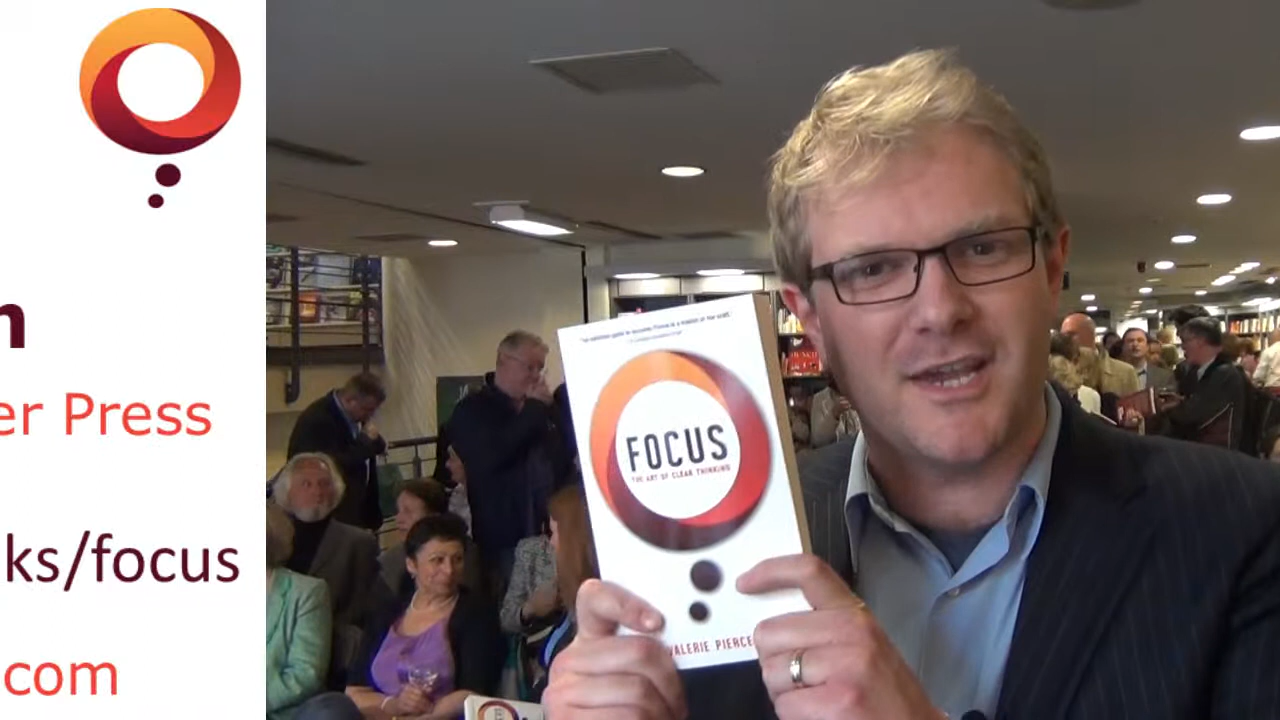 n
er Press
ks/focus
com
FOCUS
THE ART OF CLEAR THINKING
VALERIE PIERCE